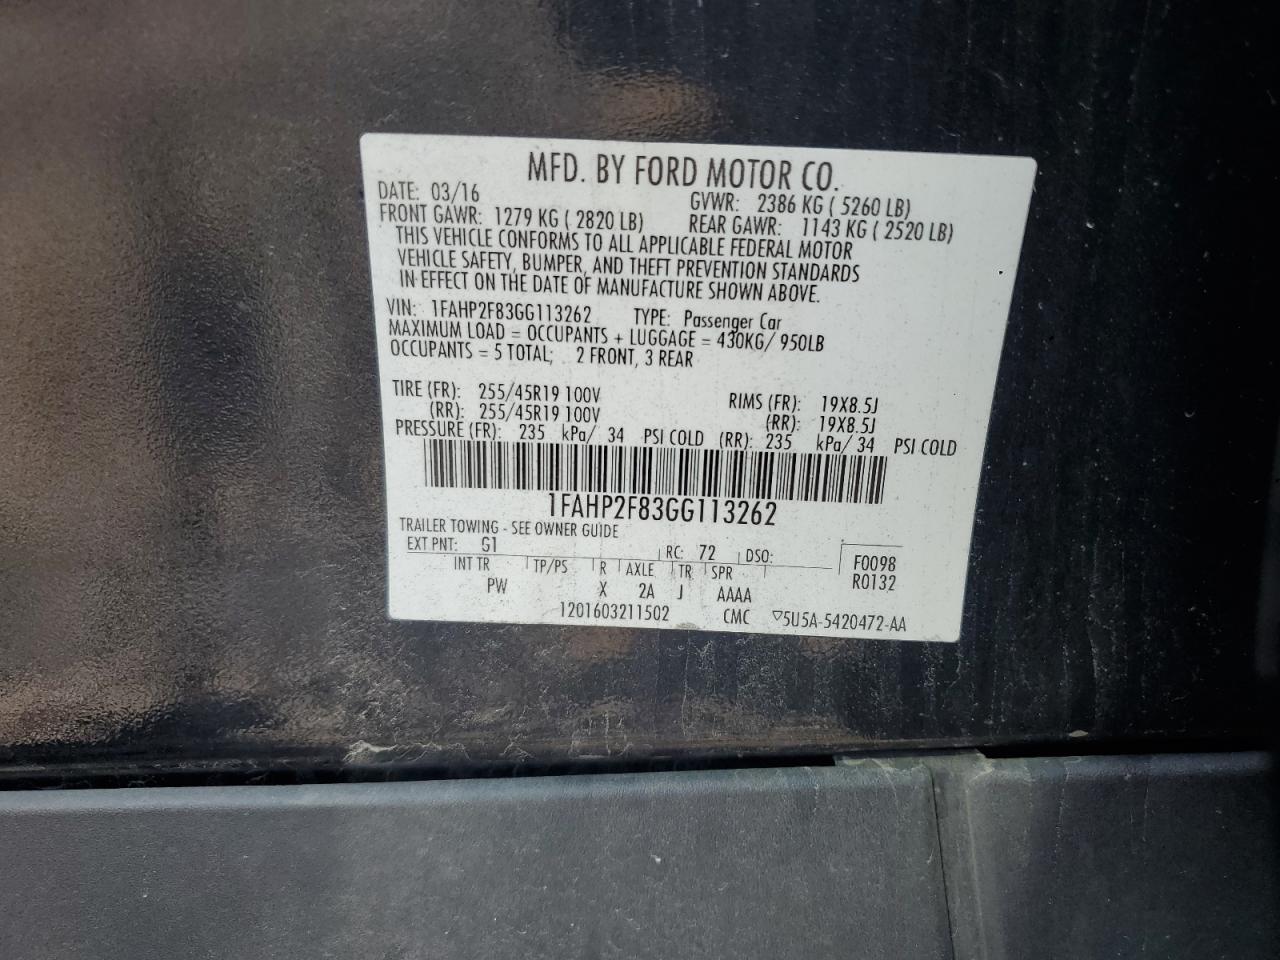 MFD. BY FORD MOTOR CO.
DATE: 03/16 GVWR: 2386 KG ( 5260 LB)
FRONT GAWR: 1279 KG ( 2820 LB) REAR GAWR: 1143 KG ( 2520 LB)
THIS VEHICLE CONFORMS TO ALL APPLICABLE FEDERAL MOTOR
VEHICLE SAFETY, BUMPER, AND THEFT PREVENTION STANDARDS
IN EFFECT ON THE DATE OF MANUFACTURE SHOWN ABOVE.
VIN: 1FAHP2F83GG113262 TYPE: Passenger Car
MAXIMUM LOAD = OCCUPANTS + LUGGAGE = 430KG/ 950LB
OCCUPANTS = 5 TOTAL; 2 FRONT, 3 REAR
TIRE (FR): 255/45R19 100V RIMS (FR): 19X8.5J
(RR): 255/45R19 100V (RR): 19X8.5J
PRESSURE (FR): 235 kPa/ 34 PSI COLD (RR): 235 kPa/ 34 PSI COLD
1FAHP2F83GG113262
TRAILER TOWING - SEE OWNER GUIDE
EXT PNT: G1 RC: 72 DSO: F0098
INT TR TP/PS R AXLE TR SPR R0132
PW X 2A J AAAA
1201603211502 CMC ▽5U5A-5420472-AA